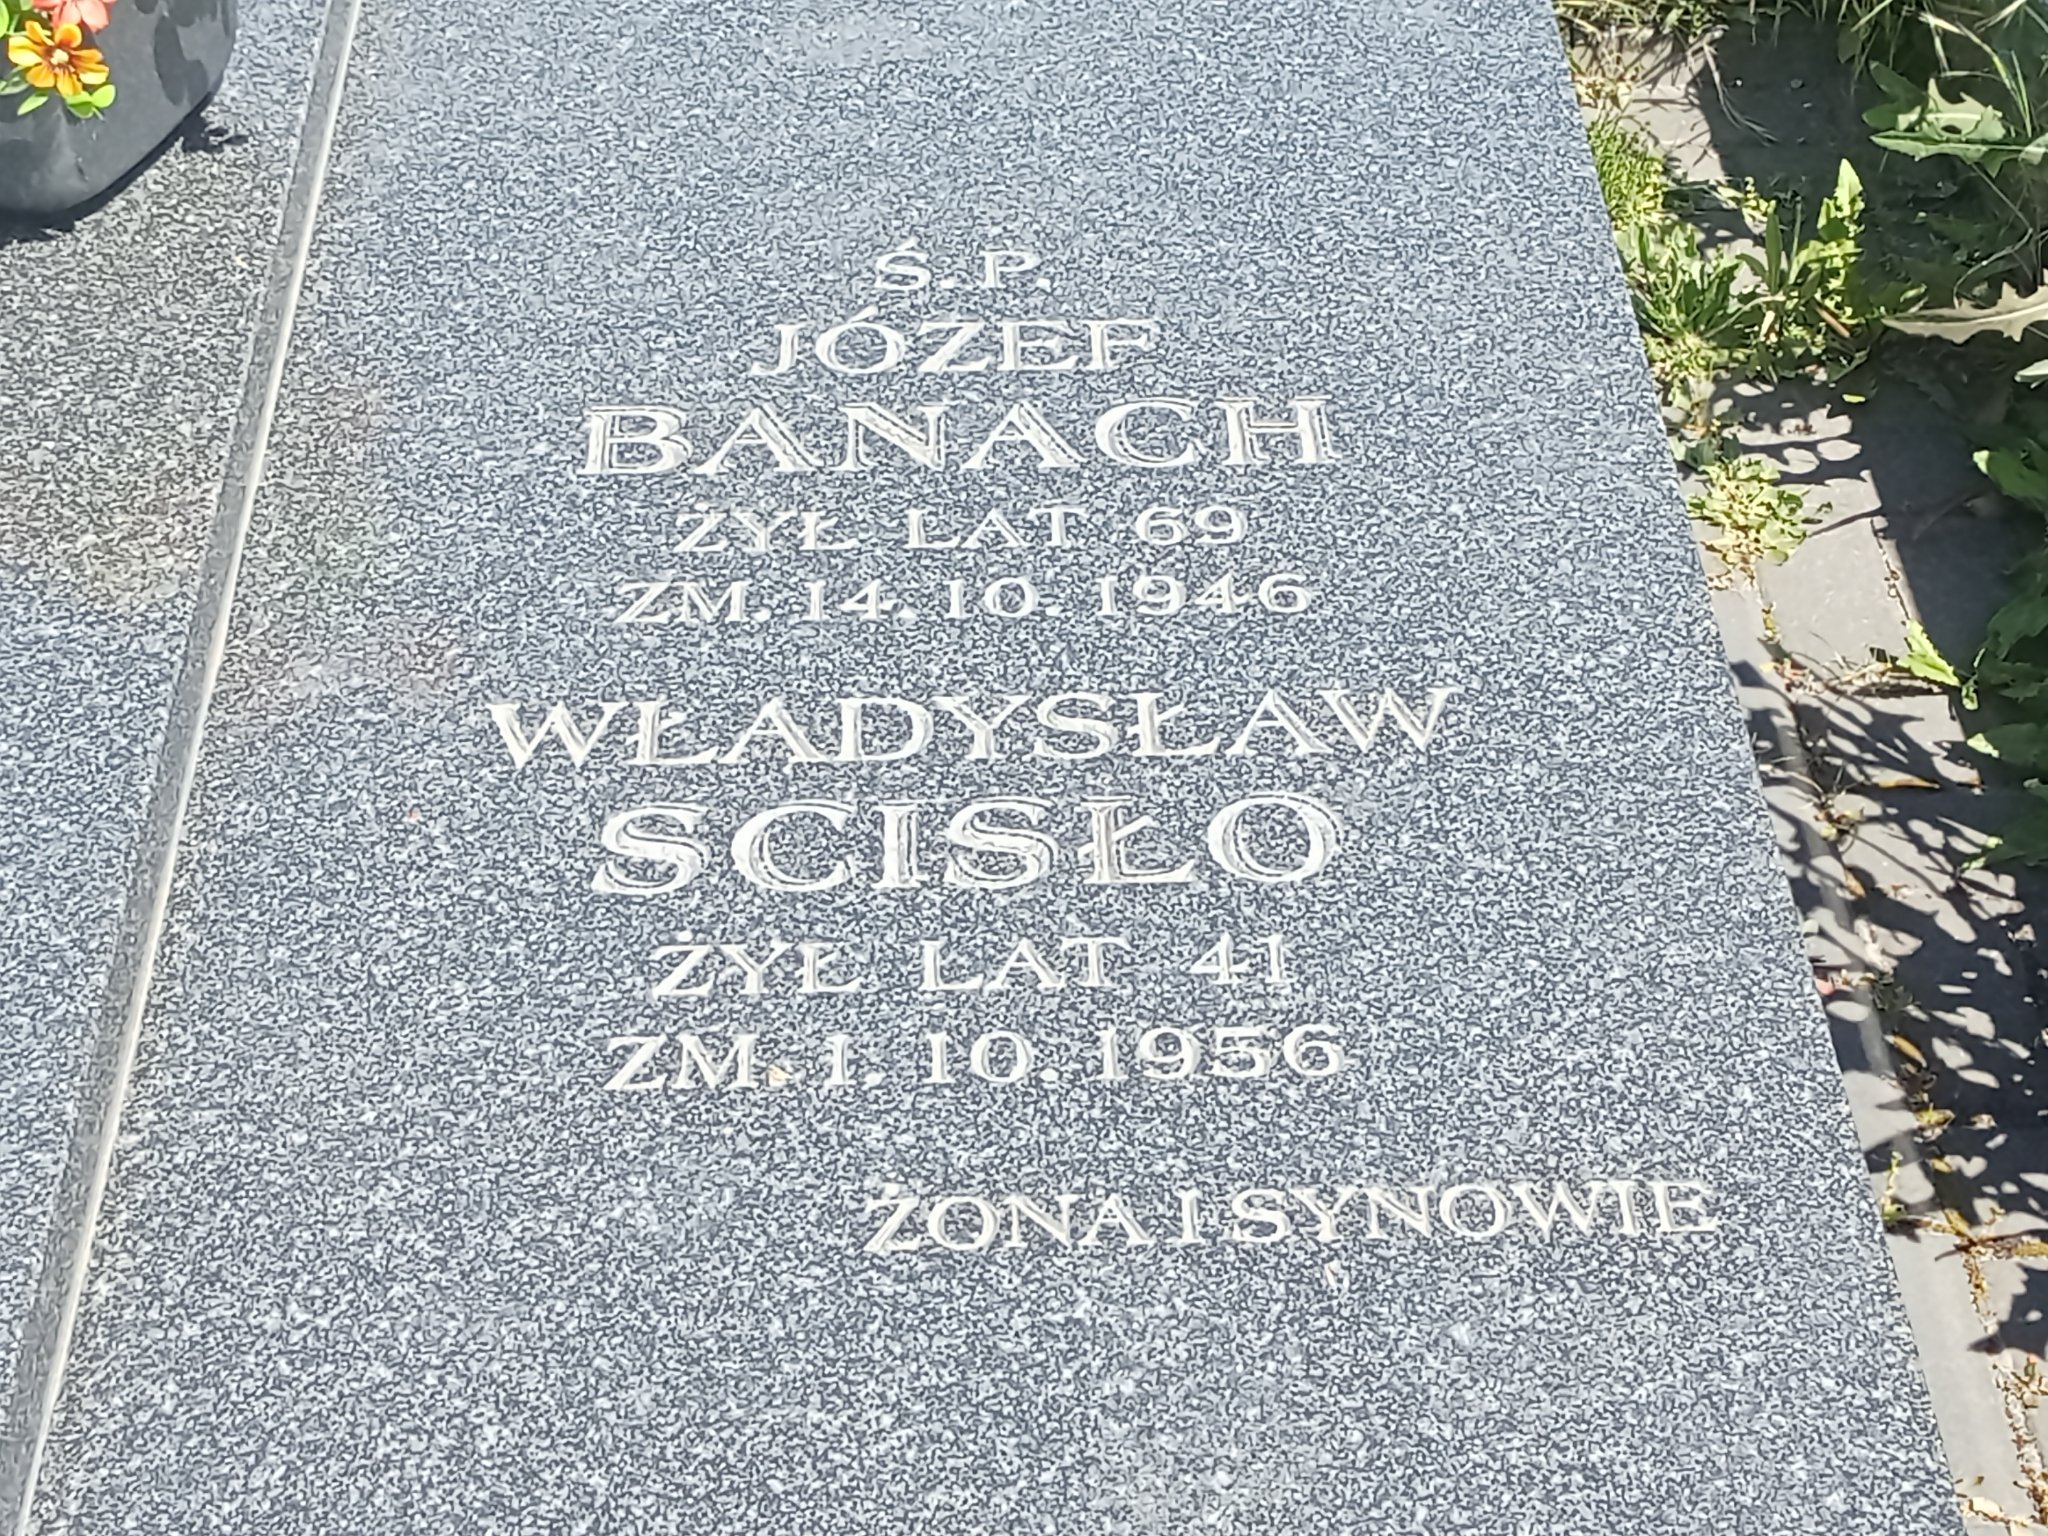 Ś.P.
JÓZEF
BANACH
ŻYŁ LAT 69
ZM. 14. 10. 1946
WŁADYSŁAW
SCISŁO
ŻYŁ LAT 41
ZM. 1. 10. 1956
ŻONA I SYNOWIE